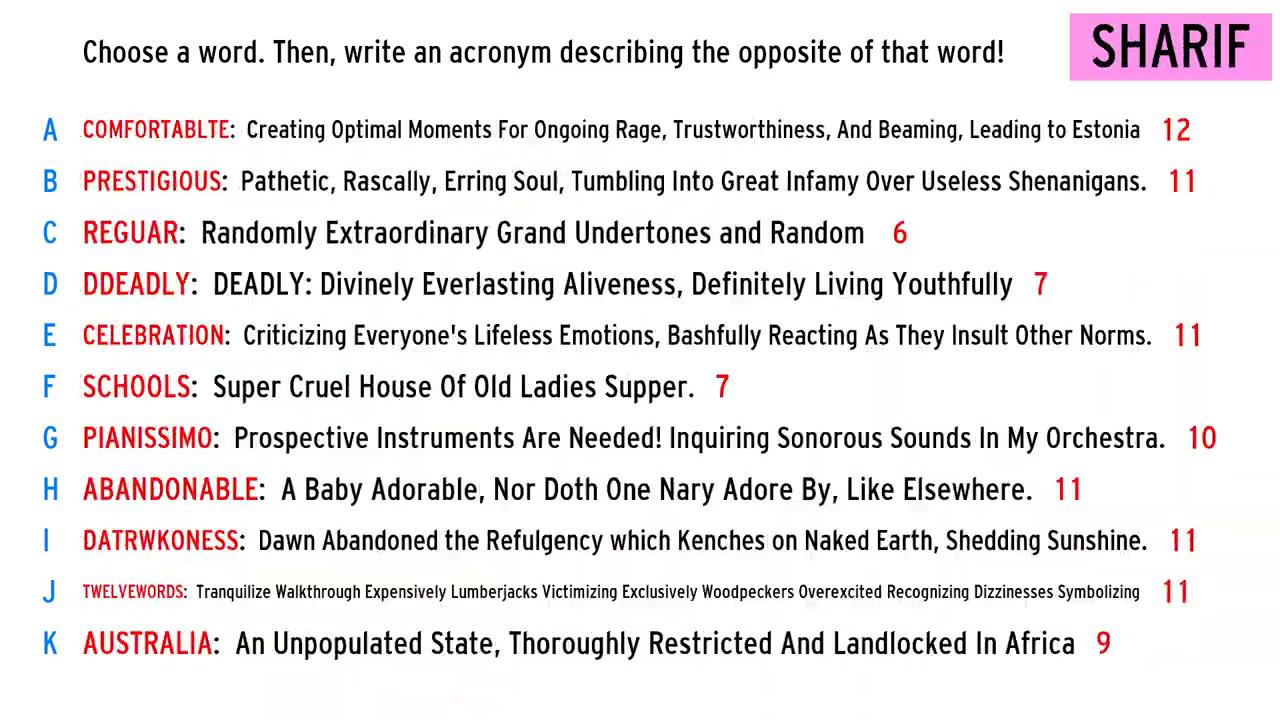 Choose a word. Then, write an acronym describing the opposite of that word!
SHARIF
A COMFORTABLTE: Creating Optimal Moments For Ongoing Rage, Trustworthiness, And Beaming, Leading to Estonia 12
B PRESTIGIOUS: Pathetic, Rascally, Erring Soul, Tumbling Into Great Infamy Over Useless Shenanigans. 11
C REGUAR: Randomly Extraordinary Grand Undertones and Random 6
D DDEADLY: DEADLY: Divinely Everlasting Aliveness, Definitely Living Youthfully 7
E CELEBRATION: Criticizing Everyone's Lifeless Emotions, Bashfully Reacting As They Insult Other Norms. 11
F SCHOOLS: Super Cruel House Of Old Ladies Supper. 7
G PIANISSIMO: Prospective Instruments Are Needed! Inquiring Sonorous Sounds In My Orchestra. 10
H ABANDONABLE: A Baby Adorable, Nor Doth One Nary Adore By, Like Elsewhere. 11
I DATRWKONESS: Dawn Abandoned the Refulgency which Kenches on Naked Earth, Shedding Sunshine. 11
J TWELVEWORDS: Tranquilize Walkthrough Expensively Lumberjacks Victimizing Exclusively Woodpeckers Overexcited Recognizing Dizzinesses Symbolizing 11
K AUSTRALIA: An Unpopulated State, Thoroughly Restricted And Landlocked In Africa 9